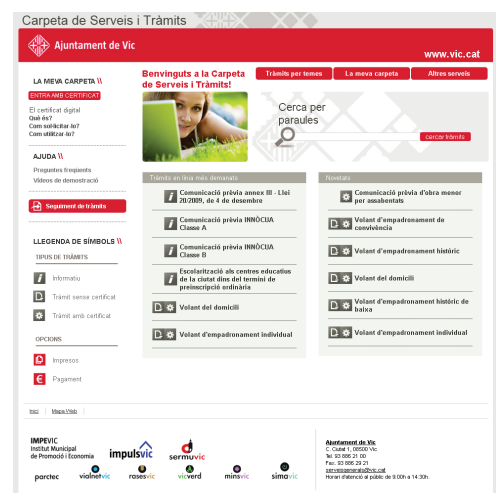 Carpeta de Serveis i Tràmits
Ajuntament de Vic
www.vic.cat
LA MEVA CARPETA \\
ENTRA AMB CERTIFICAT
El certificat digital
Què és?
Com sol·licitar-lo?
Com utilitzar-lo?
AJUDA \\
Preguntes freqüents
Vídeos de demostració
Seguiment de tràmits
LLEGENDA DE SÍMBOLS \\
TIPUS DE TRÀMITS
Informatiu
Tràmit sense certificat
Tràmit amb certificat
OPCIONS
Impresos
Pagament
Benvinguts a la Carpeta
de Serveis i Tràmits!
Tràmits per temes
La meva carpeta
Altres serveis
Cerca per
paraules
cercar tràmits
Tràmits en línia més demanats
Comunicació prèvia annex III - Llei
20/2009, de 4 de desembre
Comunicació prèvia INNÒCUA
Classe A
Comunicació prèvia INNÒCUA
Classe B
Escolarització als centres educatius
de la ciutat dins del termini de
preinscripció ordinària
Volant del domicili
Volant d'empadronament individual
Novetats
Comunicació prèvia d'obra menor
per assabentats
Volant d'empadronament de
convivència
Volant d'empadronament històric
Volant del domicili
Volant d'empadronament històric de
baixa
Volant d'empadronament individual
Inici | Mapa Web |
IMPEVIC
Institut Municipal
de Promoció i Economia
impulsvic
sermuvic
parctec
vialnetvic
rasesvic
vicverd
minsvic
simavic
Ajuntament de Vic
C. Ciutat 1, 08500 Vic
Tel. 93 886 21 00
Fax. 93 886 29 21
serveisgenerals@vic.cat
Horari d'atenció al públic de 9:00h a 14:30h.